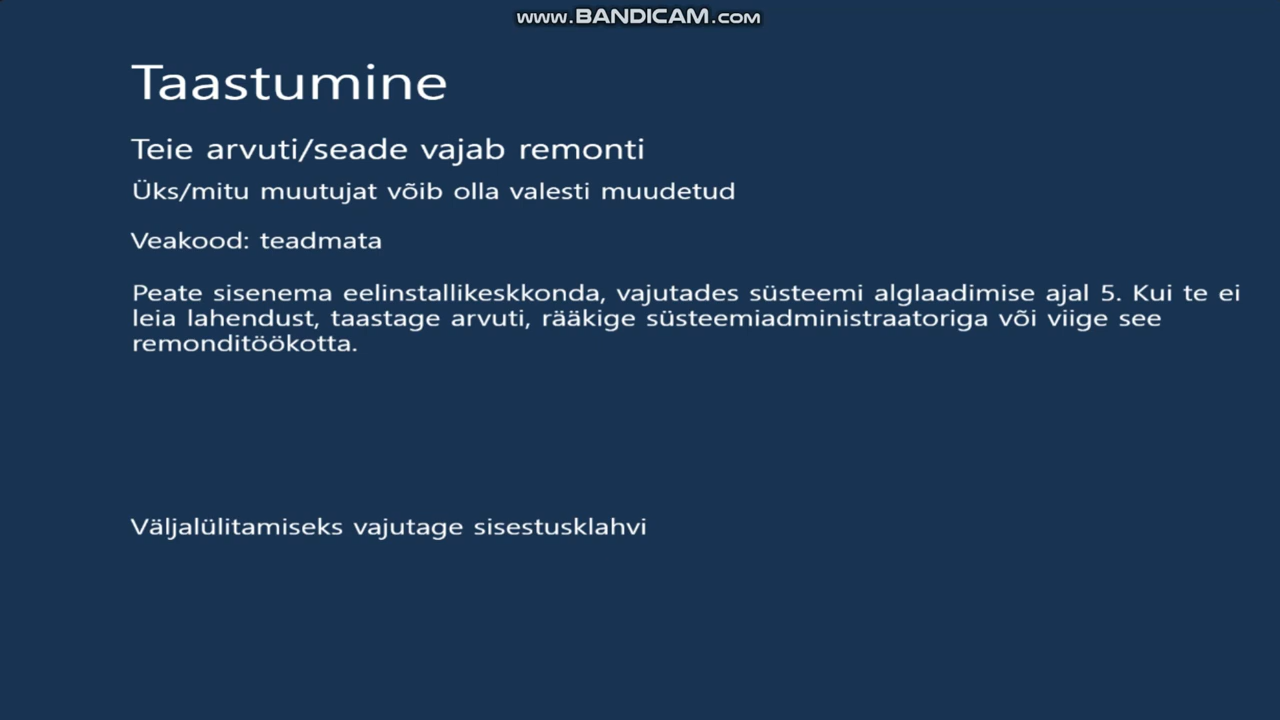 www.BANDICAM.com
Taastumine
Teie arvuti/seade vajab remonti
Üks/mitu muutujat võib olla valesti muudetud
Veakood: teadmata
Peate sisenema eelinstallikeskkonda, vajutades süsteemi alglaadimise ajal 5. Kui te ei
leia lahendust, taastage arvuti, rääkige süsteemiadministraatoriga või viige see
remonditöökotta.
Väljalülitamiseks vajutage sisestusklahvi